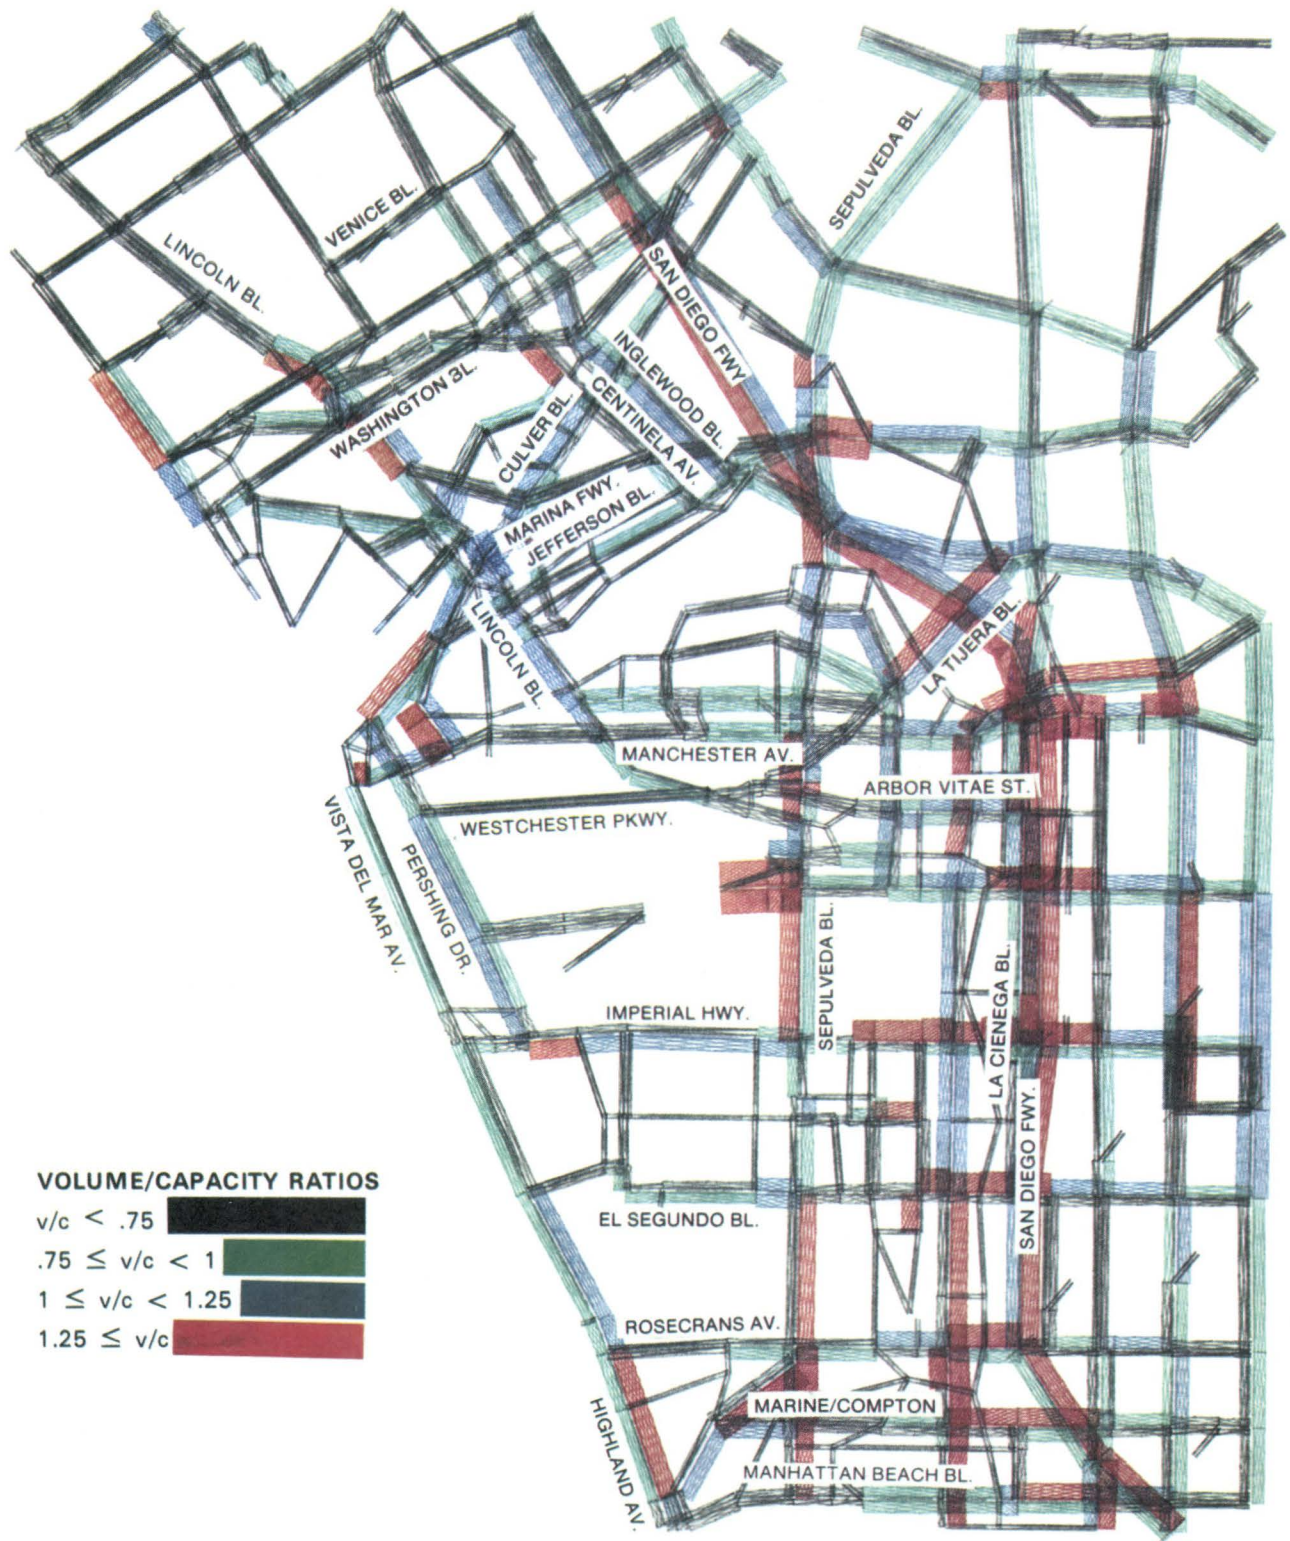 SEPULVEDA BL.
VENICE BL.
LINCOLN BL.
SAN DIEGO FWY
INGLEWOOD BL.
CENTINELA AV.
WASHINGTON 3L.
CULVER BL.
MARINA FWY.
JEFFERSON BL.
LINCOLN BL.
LA TIJERA BL.
MANCHESTER AV.
ARBOR VITAE ST.
WESTCHESTER PKWY.
VISTA DEL MAR AV.
PERSHING DR.
SEPULVEDA BL.
LA CIENEGA BL.
IMPERIAL HWY.
SAN DIEGO FWY.
VOLUME/CAPACITY RATIOS
v/c < .75
.75 ≤ v/c < 1
1 ≤ v/c < 1.25
1.25 ≤ v/c
EL SEGUNDO BL.
ROSECRANS AV.
HIGHLAND AV.
MARINE/COMPTON
MANHATTAN BEACH BL.